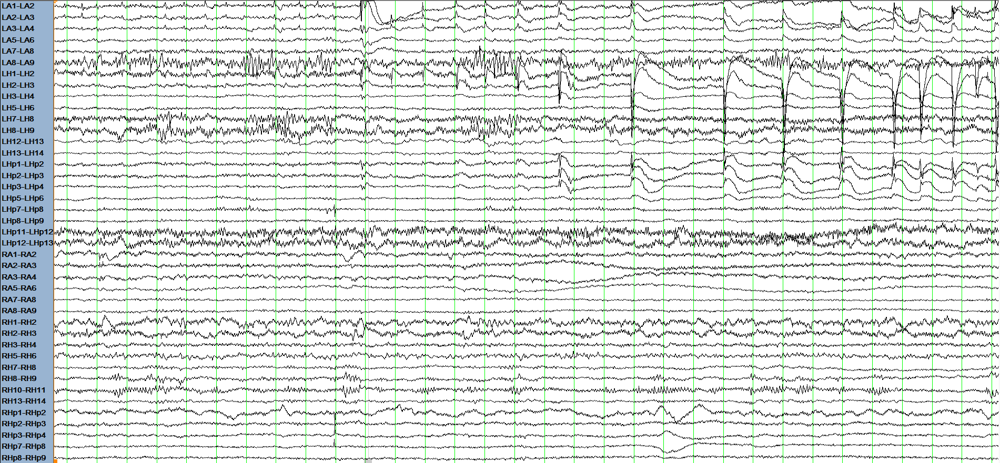 LA1-LA2
LA2-LA3
LA3-LA4
LA5-LA6
LA7-LA8
LA8-LA9
LH1-LH2
LH2-LH3
LH3-LH4
LH5-LH6
LH7-LH8
LH8-LH9
LH12-LH13
LH13-LH14
LHp1-LHp2
LHp2-LHp3
LHp3-LHp4
LHp5-LHp6
LHp7-LHp8
LHp8-LHp9
LHp11-LHp12
LHp12-LHp13
RA1-RA2
RA2-RA3
RA3-RA4
RA5-RA6
RA7-RA8
RA8-RA9
RH1-RH2
RH2-RH3
RH3-RH4
RH5-RH6
RH7-RH8
RH8-RH9
RH10-RH11
RH13-RH14
RHp1-RHp2
RHp2-RHp3
RHp3-RHp4
RHp7-RHp8
RHp8-RHp9